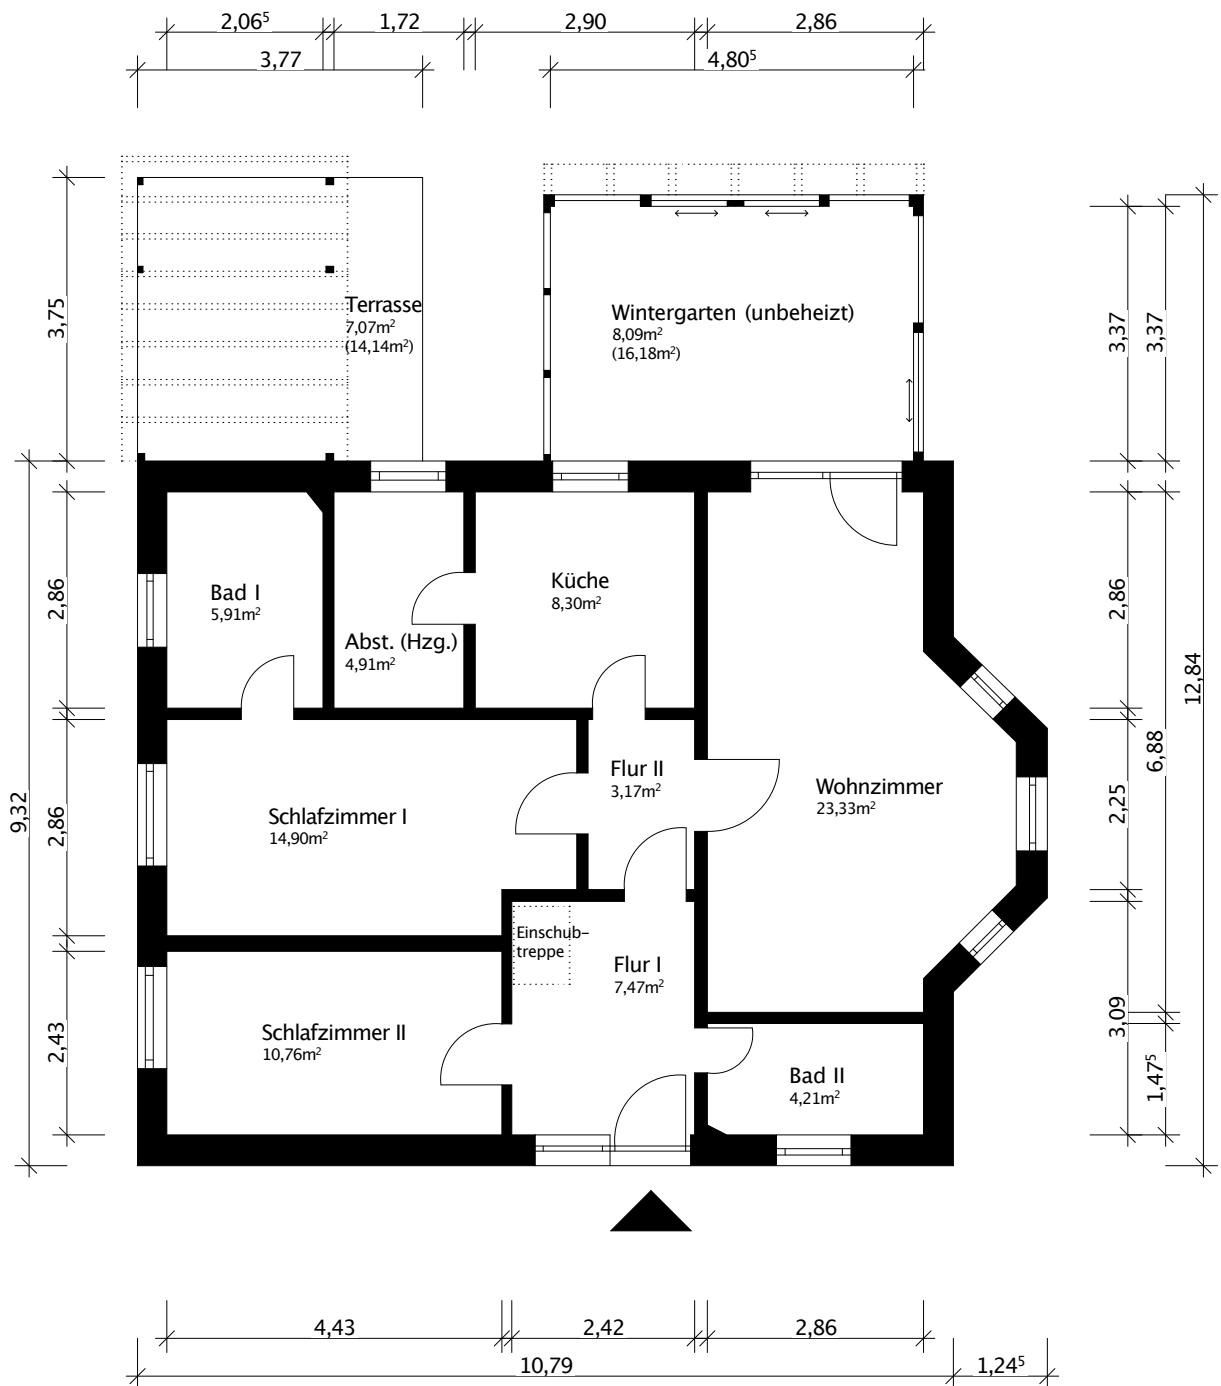 2,06⁵ 1,72 2,90 2,86
3,77 4,80⁵
3,75
Terrasse
7,07m²
(14,14m²)
Wintergarten (unbeheizt)
8,09m²
(16,18m²)
3,37
3,37
9,32
2,86
2,86
2,43
Bad I
5,91m²
Abst. (Hzg.)
4,91m²
Küche
8,30m²
Schlafzimmer I
14,90m²
Flur II
3,17m²
Wohnzimmer
23,33m²
Einschub-
treppe
Flur I
7,47m²
Schlafzimmer II
10,76m²
Bad II
4,21m²
2,86
2,25
3,09
6,88
1,47⁵
12,84
4,43 2,42 2,86
10,79 1,24⁵